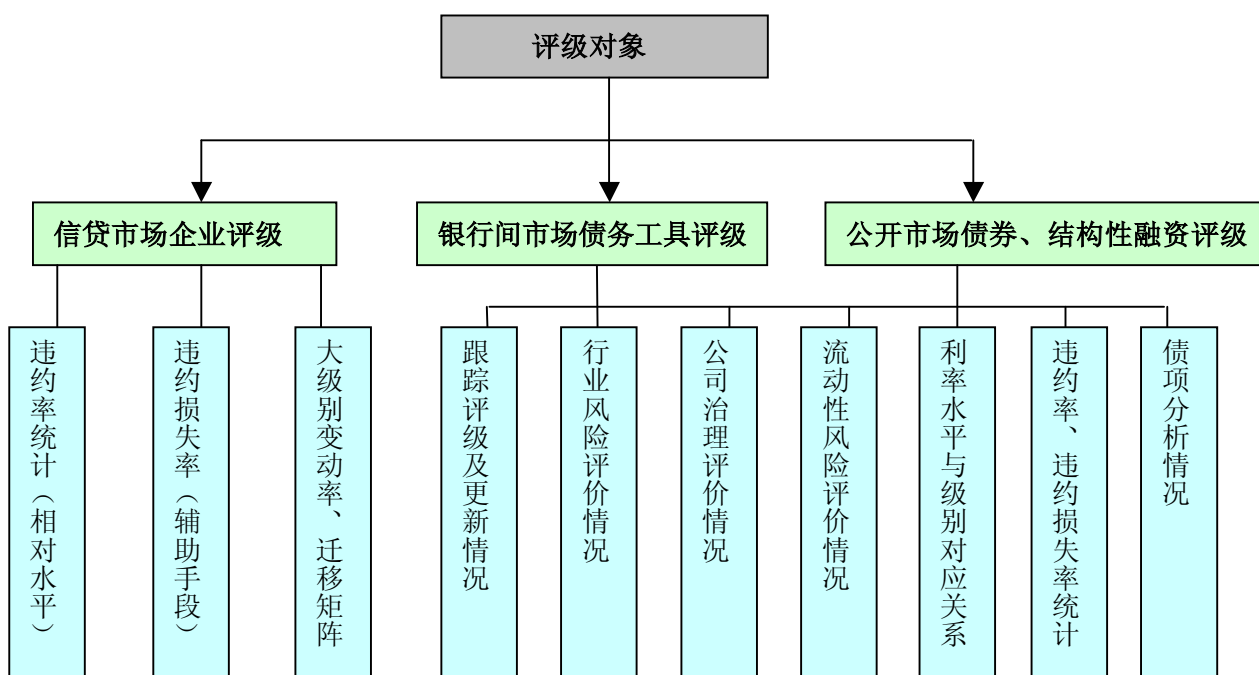 评级对象
信贷市场企业评级
银行间市场债务工具评级
公开市场债券、结构性融资评级
违约率统计（相对水平）
违约损失率（辅助手段）
大级别变动率、迁移矩阵
跟踪评级及更新情况
行业风险评价情况
公司治理评价情况
流动性风险评价情况
利率水平与级别对应关系
违约率、违约损失率统计
债项分析情况